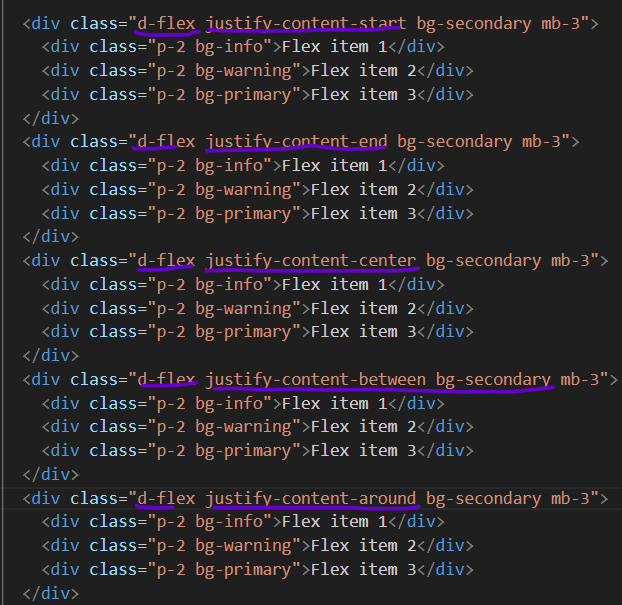 <div class="d-flex justify-content-start bg-secondary mb-3">
<div class="p-2 bg-info">Flex item 1</div>
<div class="p-2 bg-warning">Flex item 2</div>
<div class="p-2 bg-primary">Flex item 3</div>
</div>
<div class="d-flex justify-content-end bg-secondary mb-3">
<div class="p-2 bg-info">Flex item 1</div>
<div class="p-2 bg-warning">Flex item 2</div>
<div class="p-2 bg-primary">Flex item 3</div>
</div>
<div class="d-flex justify-content-center bg-secondary mb-3">
<div class="p-2 bg-info">Flex item 1</div>
<div class="p-2 bg-warning">Flex item 2</div>
<div class="p-2 bg-primary">Flex item 3</div>
</div>
<div class="d-flex justify-content-between bg-secondary mb-3">
<div class="p-2 bg-info">Flex item 1</div>
<div class="p-2 bg-warning">Flex item 2</div>
<div class="p-2 bg-primary">Flex item 3</div>
</div>
<div class="d-flex justify-content-around bg-secondary mb-3">
<div class="p-2 bg-info">Flex item 1</div>
<div class="p-2 bg-warning">Flex item 2</div>
<div class="p-2 bg-primary">Flex item 3</div>
</div>